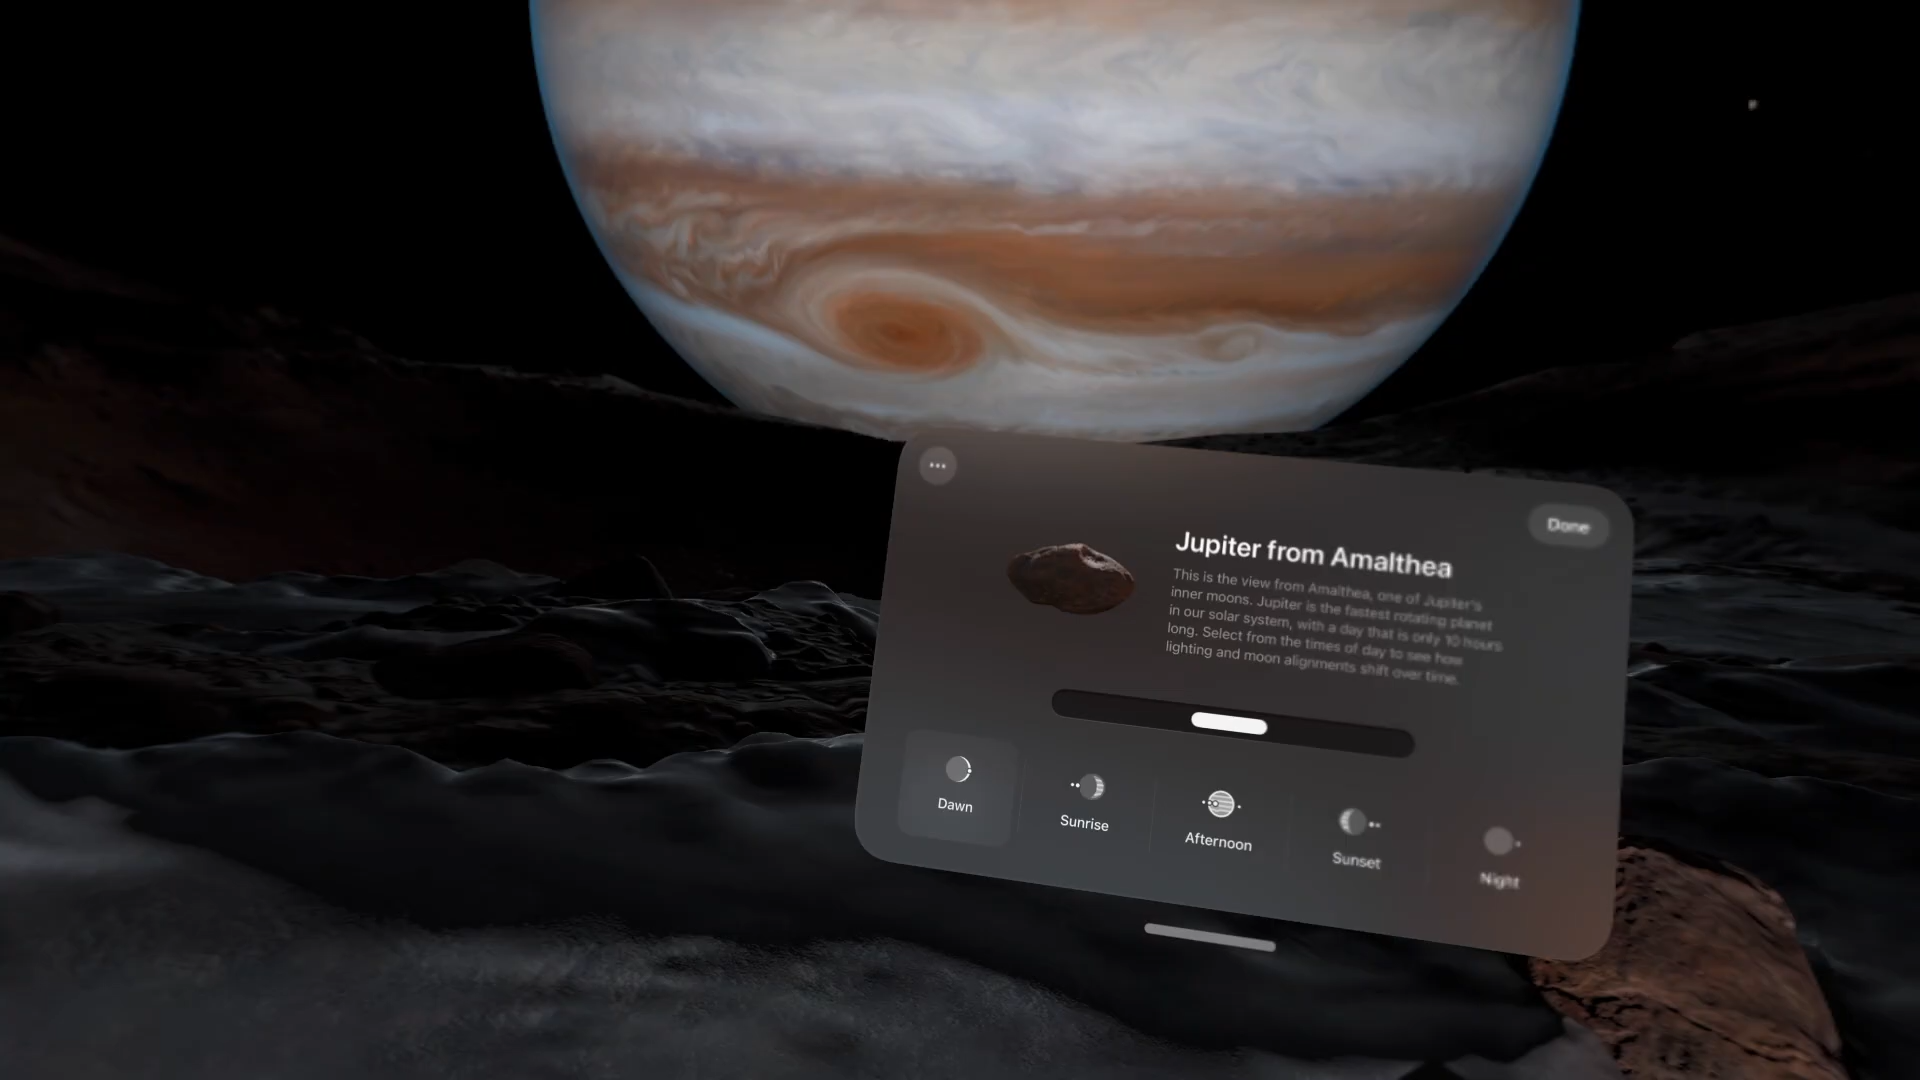 Done
Jupiter from Amalthea
This is the view from Amalthea, one of Jupiter's
inner moons. Jupiter is the fastest rotating planet
in our solar system, with a day that is only 10 hours
long. Select from the times of day to see how
lighting and moon alignments shift over time.
Dawn
Sunrise
Afternoon
Sunset
Night